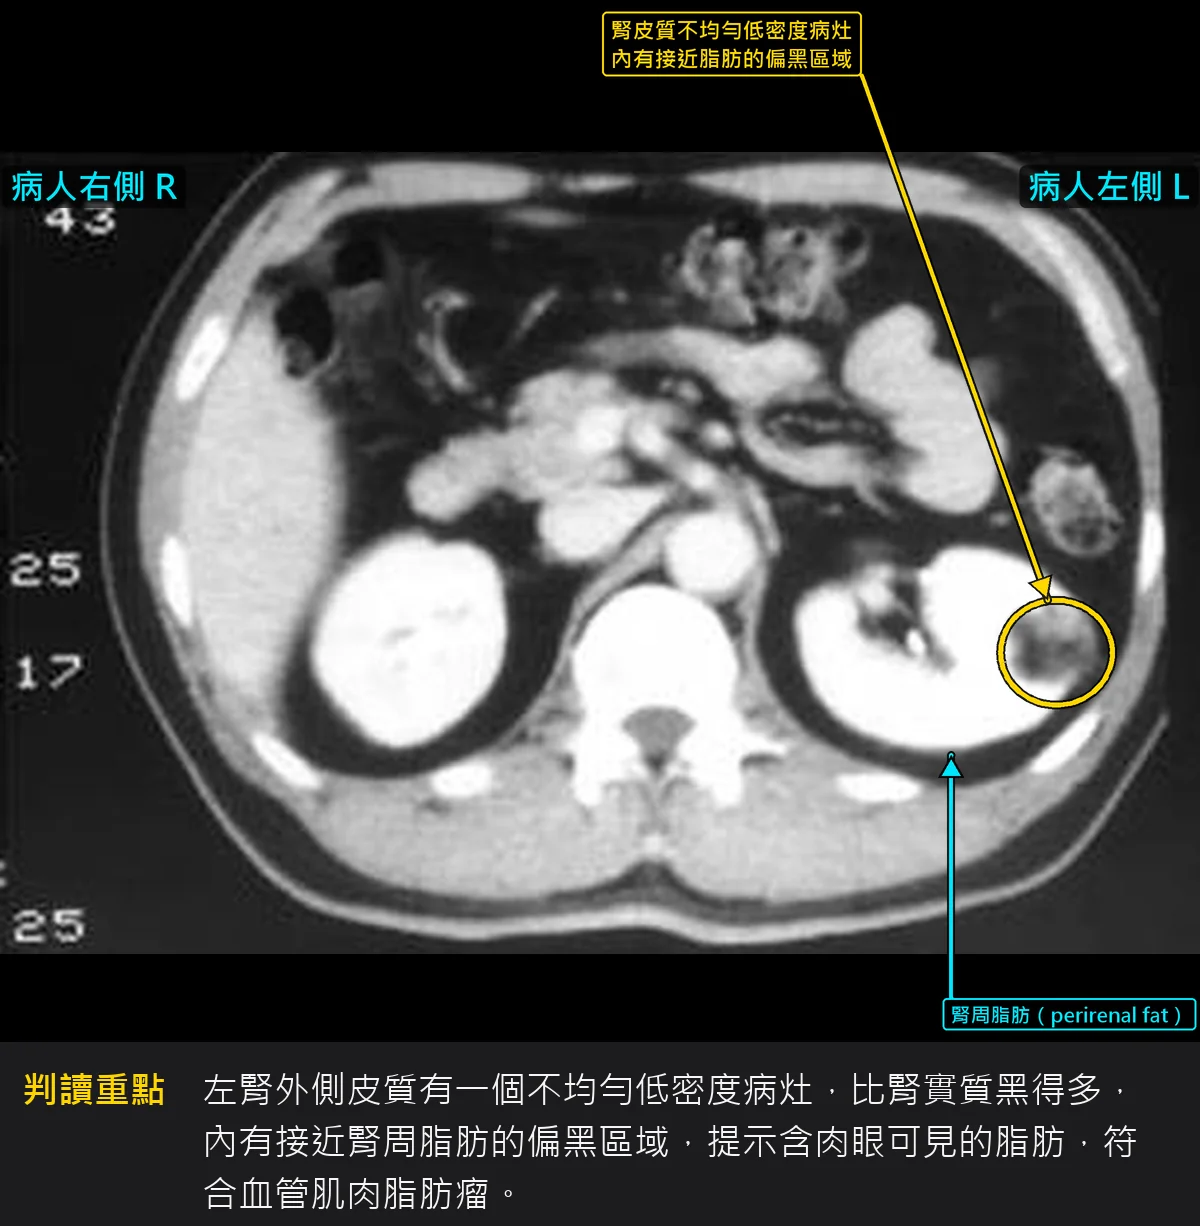 腎皮質不均勻低密度病灶
內有接近脂肪的偏黑區域
病人右側 R
病人左側 L
43
25
17
25
腎周脂肪（perirenal fat）
判讀重點
左腎外側皮質有一個不均勻低密度病灶，比腎實質黑得多，
內有接近腎周脂肪的偏黑區域，提示含肉眼可見的脂肪，符
合血管肌肉脂肪瘤。